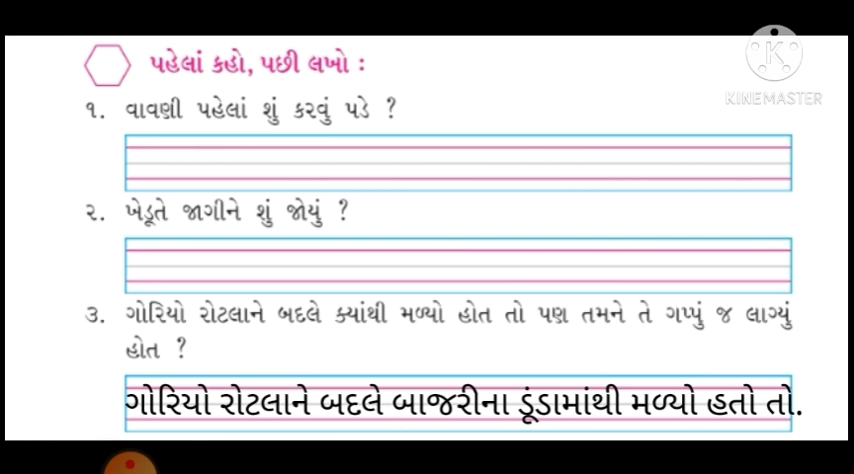 પહેલાં કહો, પછી લખો :
K
KINEMASTER
૧. વાવણી પહેલાં શું કરવું પડે ?
૨. ખેડૂતે જાગીને શું જોયું ?
૩. ગોરિયો રોટલાને બદલે ક્યાંથી મળ્યો હોત તો પણ તમને તે ગપ્પું જ લાગ્યું
હોત ?
ગોરિયો રોટલાને બદલે બાજરીના ડૂંડામાંથી મળ્યો હતો તો.